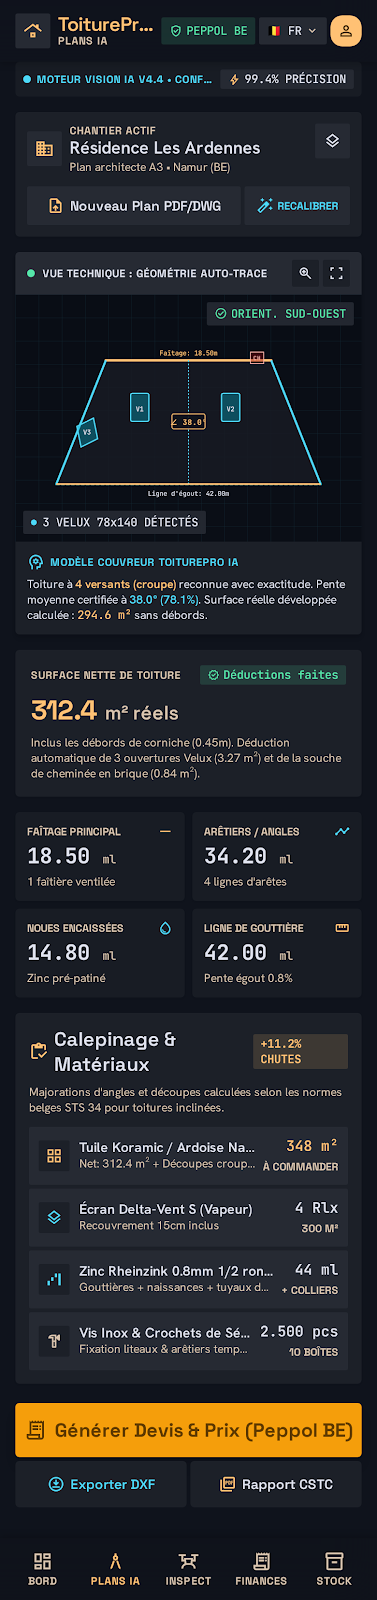 ToiturePr...
PLANS IA
PEPPOL BE
FR
MOTEUR VISION IA V4.4 • CONF...
99.4% PRÉCISION
CHANTIER ACTIF
Résidence Les Ardennes
Plan architecte A3 • Namur (BE)
Nouveau Plan PDF/DWG
RECALIBRER
VUE TECHNIQUE : GÉOMÉTRIE AUTO-TRACE
ORIENT. SUD-OUEST
Faîtage: 18.50m
CH
V1
∠ 38.0°
V2
V3
Ligne d'égout: 42.00m
3 VELUX 78x140 DÉTECTÉS
MODÈLE COUVREUR TOITUREPRO IA
Toiture à 4 versants (croupe) reconnue avec exactitude. Pente
moyenne certifiée à 38.0° (78.1%). Surface réelle développée
calculée : 294.6 m² sans débords.
SURFACE NETTE DE TOITURE
Déductions faites
312.4 m² réels
Inclus les débords de corniche (0.45m). Déduction
automatique de 3 ouvertures Velux (3.27 m²) et de la souche
de cheminée en brique (0.84 m²).
FAÎTAGE PRINCIPAL
18.50 ml
1 faîtière ventilée
ARÊTIERS / ANGLES
34.20 ml
4 lignes d'arêtes
NOUES ENCAISSÉES
14.80 ml
Zinc pré-patiné
LIGNE DE GOUTTIÈRE
42.00 ml
Pente égout 0.8%
Calepinage &
Matériaux
+11.2%
CHUTES
Majorations d'angles et découpes calculées selon les normes
belges STS 34 pour toitures inclinées.
Tuile Koramic / Ardoise Na...
348 m²
Net: 312.4 m² + Découpes croup...
À COMMANDER
Écran Delta-Vent S (Vapeur)
4 Rlx
Recouvrement 15cm inclus
300 M²
Zinc Rheinzink 0.8mm 1/2 ron...
44 ml
Gouttières + naissances + tuyaux d...
+ COLLIERS
Vis Inox & Crochets de Sé...
2.500 pcs
Fixation liteaux & arêtiers temp...
10 BOÎTES
Générer Devis & Prix (Peppol BE)
Exporter DXF
PDF
Rapport CSTC
BORD
PLANS IA
INSPECT
FINANCES
STOCK